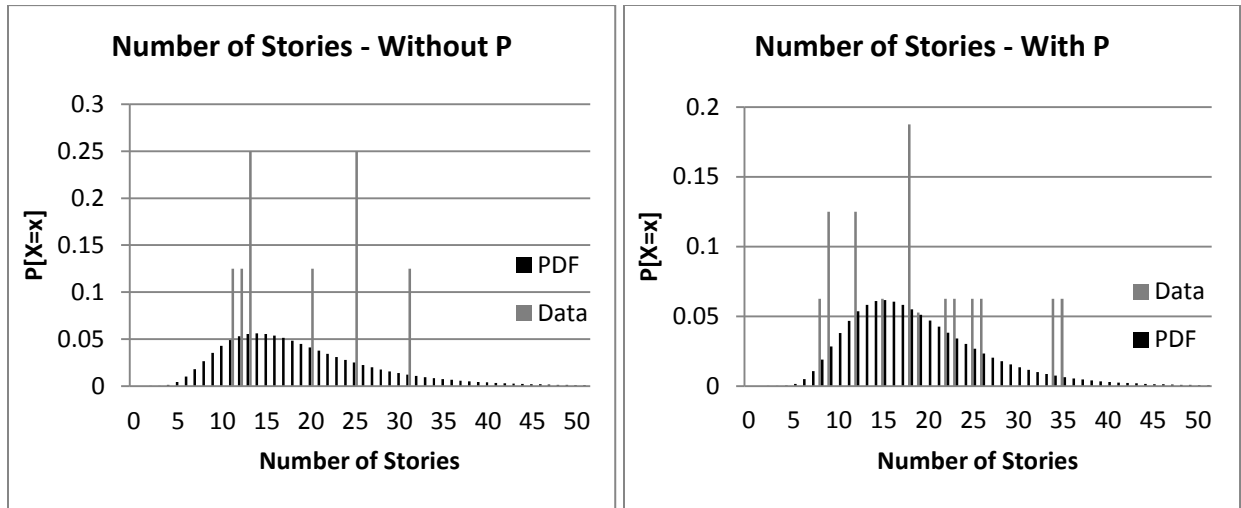 Number of Stories - Without P
0.3
0.25
0.2
0.15
0.1
0.05
0
P[X=x]
PDF
Data
0 5 10 15 20 25 30 35 40 45 50
Number of Stories
Number of Stories - With P
0.2
0.15
0.1
0.05
0
P[X=x]
Data
PDF
0 5 10 15 20 25 30 35 40 45 50
Number of Stories